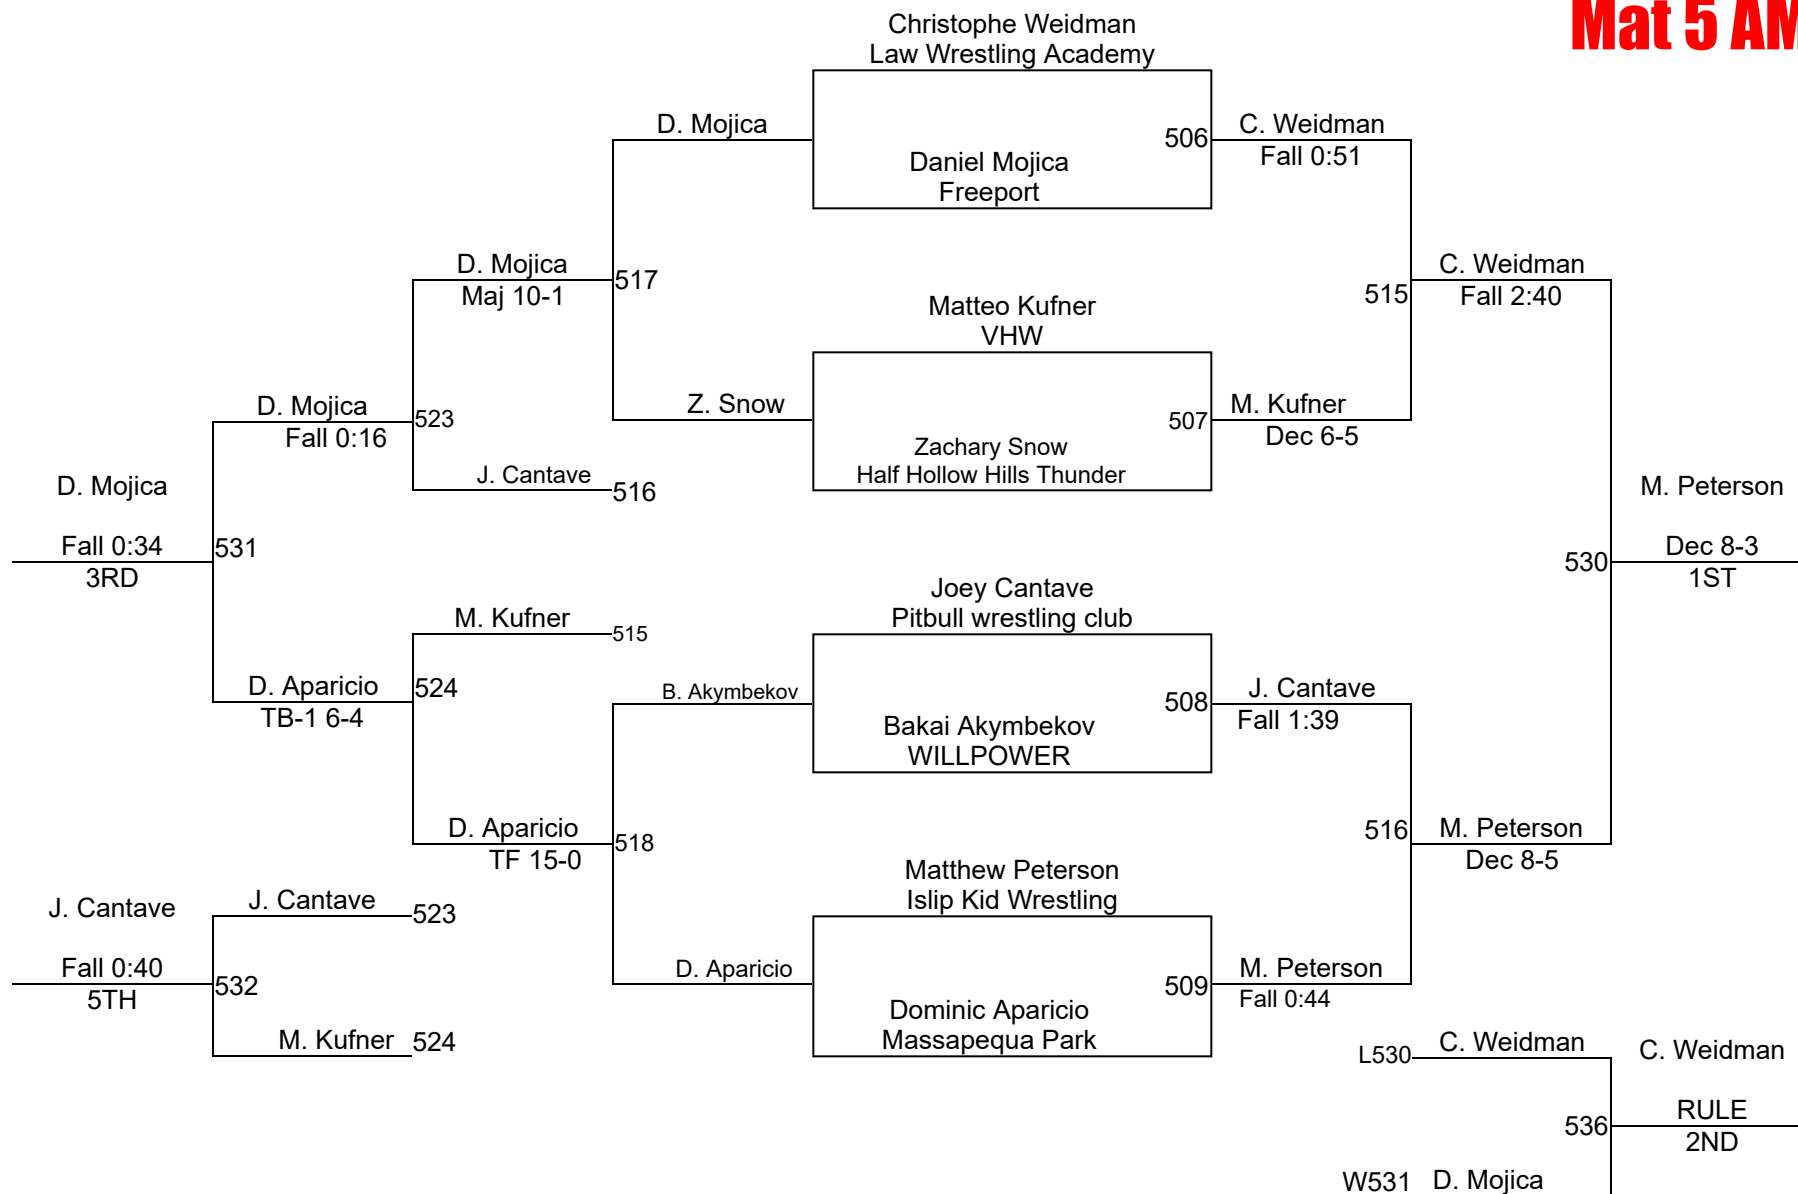 Mat 5 AM
Christophe Weidman
Law Wrestling Academy
D. Mojica
506
C. Weidman
Fall 0:51
Daniel Mojica
Freeport
D. Mojica
Maj 10-1
517
C. Weidman
Fall 2:40
515
Matteo Kufner
VHW
D. Mojica
Fall 0:16
523
Z. Snow
507
M. Kufner
Dec 6-5
Zachary Snow
Half Hollow Hills Thunder
J. Cantave
516
D. Mojica
Fall 0:34
3RD
531
M. Peterson
Dec 8-3
1ST
530
Joey Cantave
Pitbull wrestling club
M. Kufner
515
D. Aparicio
TB-1 6-4
524
B. Akymbekov
508
J. Cantave
Fall 1:39
Bakai Akymbekov
WILLPOWER
D. Aparicio
TF 15-0
518
516
M. Peterson
Dec 8-5
Matthew Peterson
Islip Kid Wrestling
J. Cantave
Fall 0:40
5TH
J. Cantave
523
532
M. Kufner
524
D. Aparicio
509
M. Peterson
Fall 0:44
Dominic Aparicio
Massapequa Park
L530
C. Weidman
C. Weidman
RULE
2ND
536
W531
D. Mojica